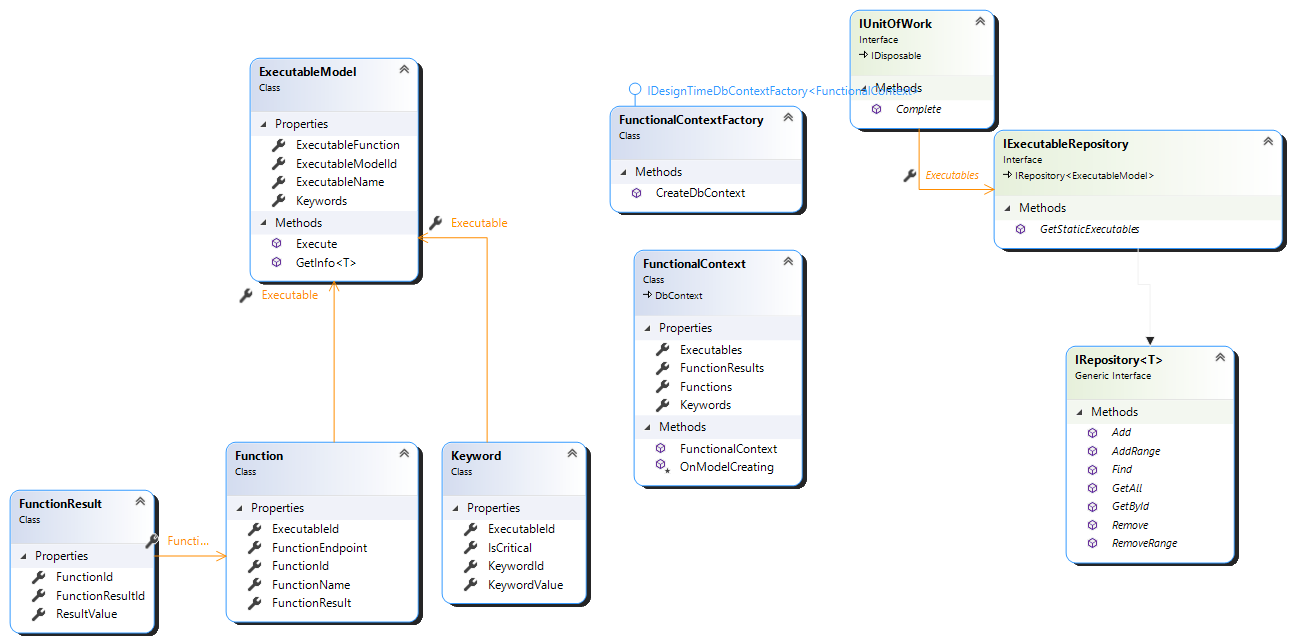 ExecutableModel
Class
Properties
ExecutableFunction
ExecutableModelId
ExecutableName
Keywords
Methods
Execute
GetInfo<T>
Executable
Executable
FunctionResult
Class
Properties
FunctionId
FunctionResultId
ResultValue
Functi...
Function
Class
Properties
ExecutableId
FunctionEndpoint
FunctionId
FunctionName
FunctionResult
Keyword
Class
Properties
ExecutableId
IsCritical
KeywordId
KeywordValue
IDesignTimeDbContextFactory<FunctionalContext>
FunctionalContextFactory
Class
Methods
CreateDbContext
FunctionalContext
Class
DbContext
Properties
Executables
FunctionResults
Functions
Keywords
Methods
FunctionalContext
OnModelCreating
IUnitOfWork
Interface
IDisposable
Methods
Complete
Executables
IExecutableRepository
Interface
IRepository<ExecutableModel>
Methods
GetStaticExecutables
IRepository<T>
Generic Interface
Methods
Add
AddRange
Find
GetAll
GetById
Remove
RemoveRange